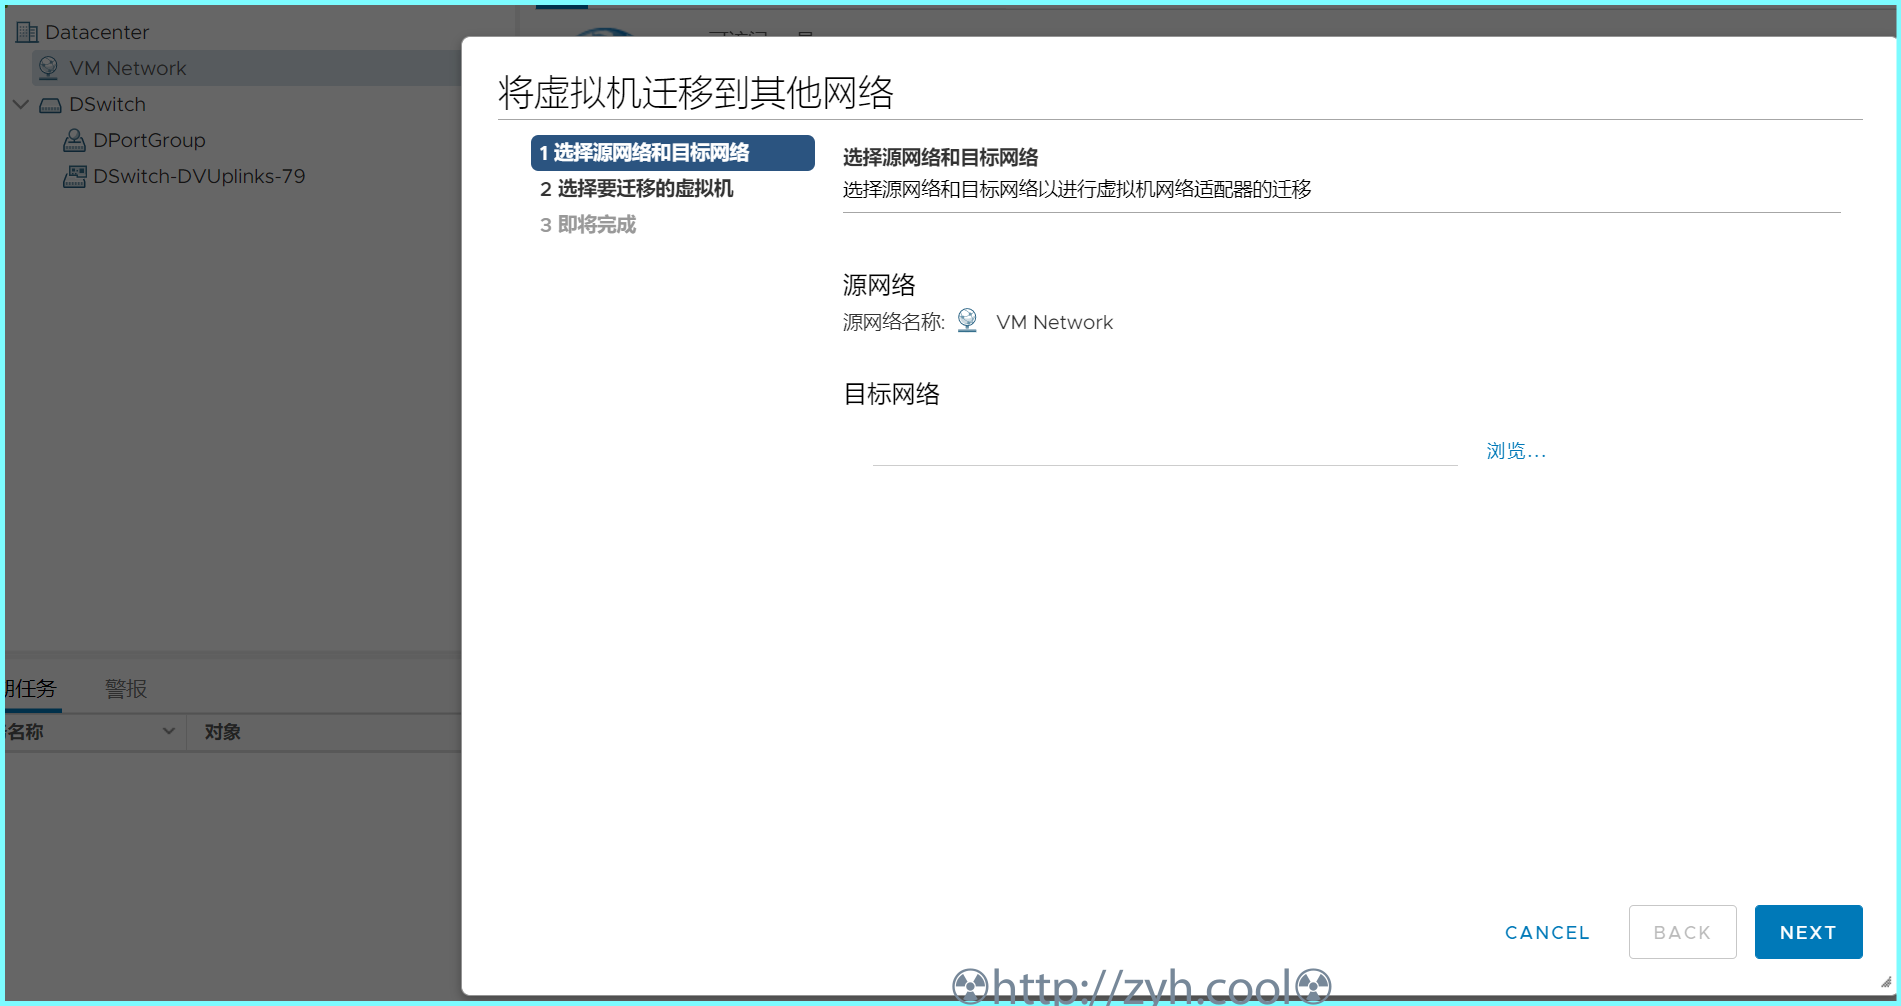 Datacenter
VM Network
DSwitch
DPortGroup
DSwitch-DVUplinks-79
任务
警报
名称
对象
将虚拟机迁移到其他网络
1 选择源网络和目标网络
2 选择要迁移的虚拟机
3 即将完成
选择源网络和目标网络
选择源网络和目标网络以进行虚拟机网络适配器的迁移
源网络
源网络名称:
VM Network
目标网络
浏览...
CANCEL
BACK
NEXT
☢http://zyh.cool☢